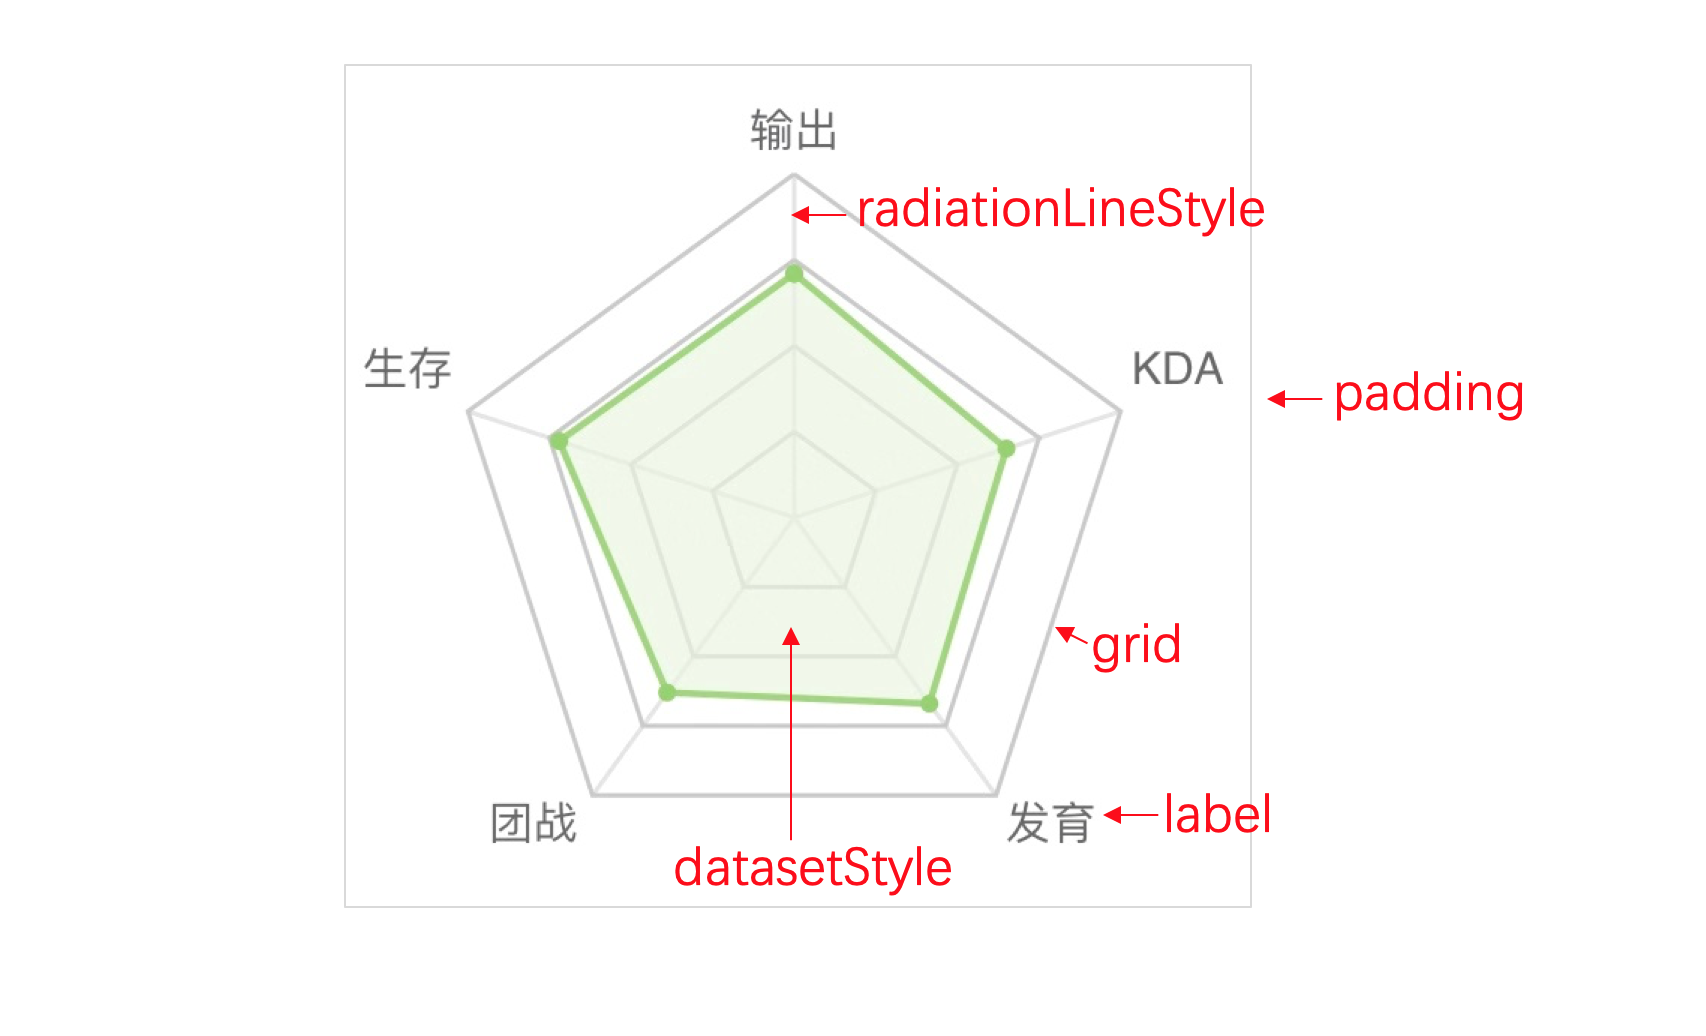 输出
radiationLineStyle
生存
KDA
padding
grid
团战
发育
label
datasetStyle